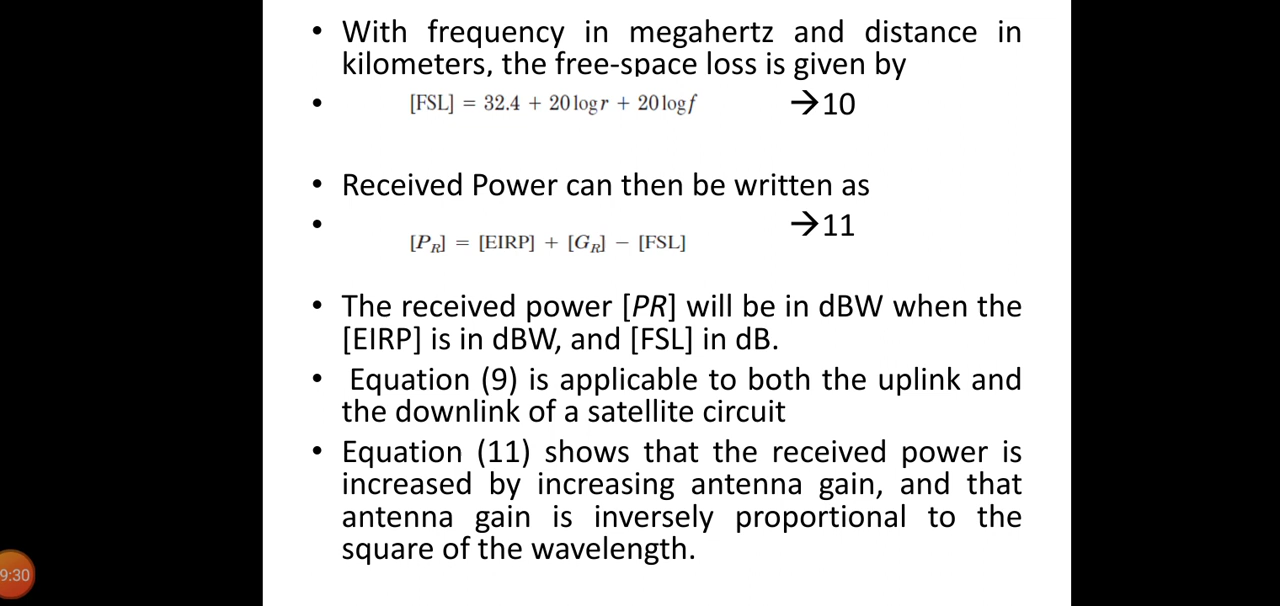 • With frequency in megahertz and distance in
kilometers, the free-space loss is given by
• [FSL] = 32.4 + 20 log r + 20 log f →10
• Received Power can then be written as
• →11
[PR] = [EIRP] + [GR] − [FSL]
• The received power [PR] will be in dBW when the
[EIRP] is in dBW, and [FSL] in dB.
• Equation (9) is applicable to both the uplink and
the downlink of a satellite circuit
• Equation (11) shows that the received power is
increased by increasing antenna gain, and that
antenna gain is inversely proportional to the
square of the wavelength.
9:30